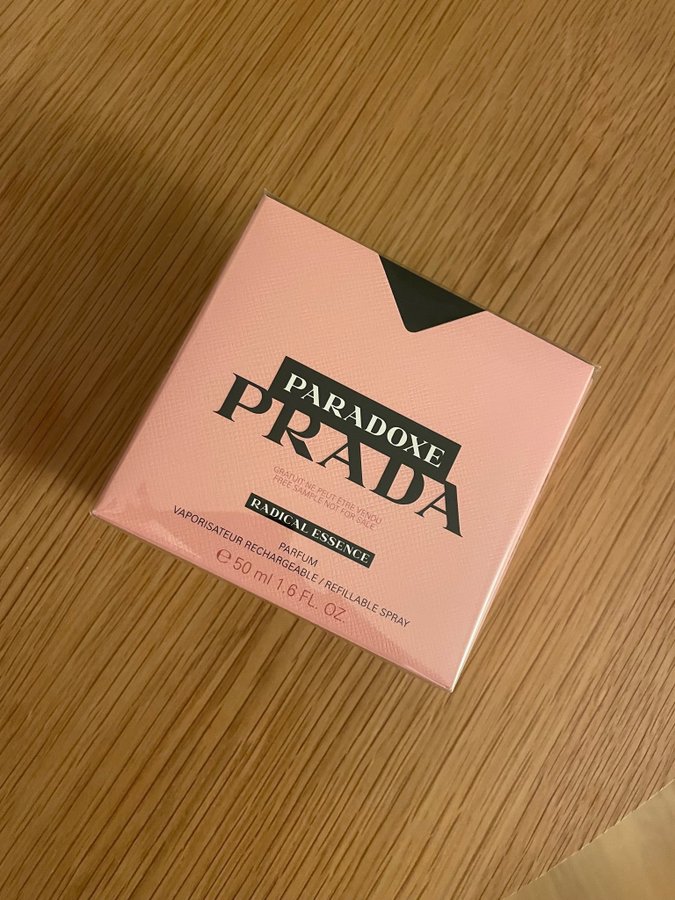 PARADOXE
PRADA
GRATUIT NE PEUT ÊTRE VENDU
FREE SAMPLE NOT FOR SALE
RADICAL ESSENCE
PARFUM
VAPORISATEUR RECHARGEABLE / REFILLABLE SPRAY
℮ 50 ml 1.6 FL. OZ.